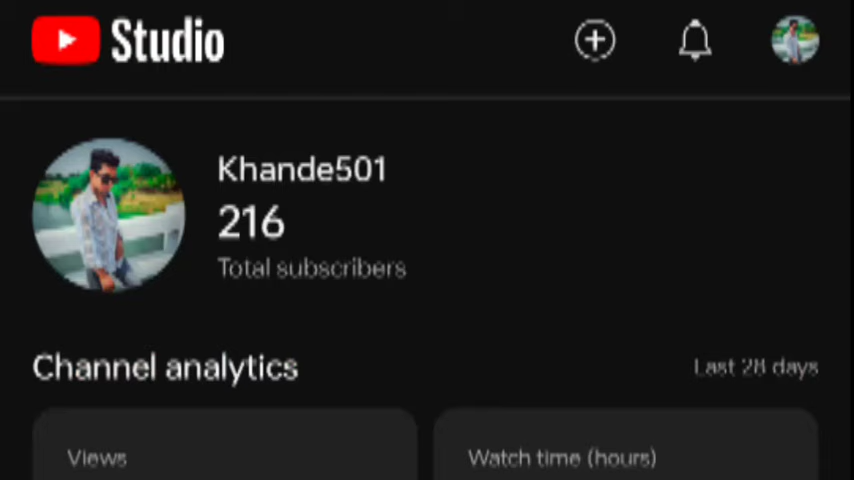 Studio
Khande501
216
Total subscribers
Channel analytics
Last 28 days
Views
Watch time (hours)